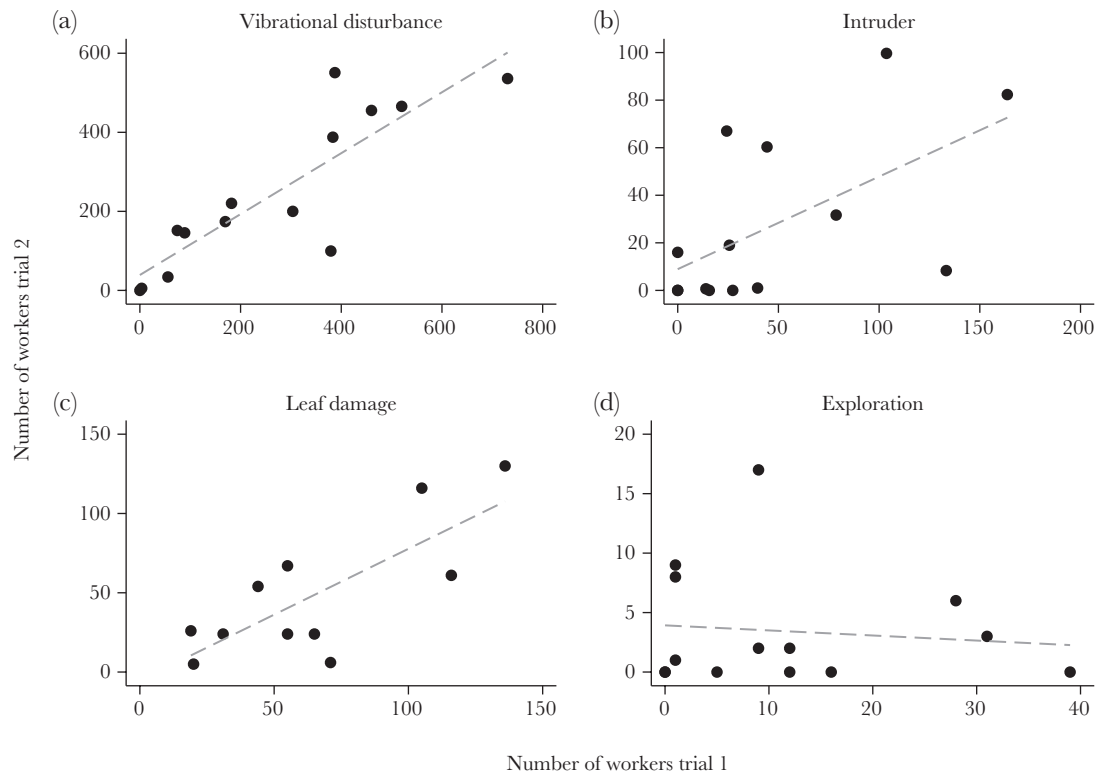 (a)
Vibrational disturbance
600
400
200
0
0 200 400 600 800
(b)
Intruder
100
80
60
40
20
0
0 50 100 150 200
Number of workers trial 2
(c)
Leaf damage
150
100
50
0
0 50 100 150
(d)
Exploration
20
15
10
5
0
0 10 20 30 40
Number of workers trial 1